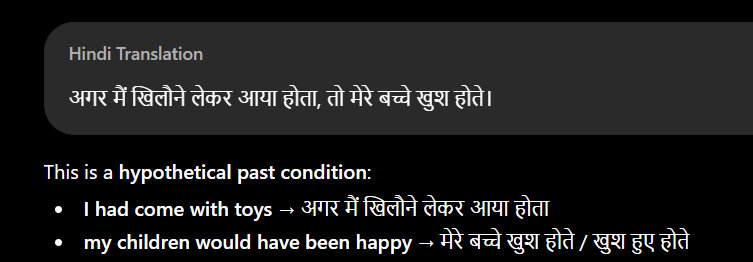 Hindi Translation
अगर मैं खिलौने लेकर आया होता, तो मेरे बच्चे खुश होते।
This is a hypothetical past condition:
• I had come with toys → अगर मैं खिलौने लेकर आया होता
• my children would have been happy → मेरे बच्चे खुश होते / खुश हुए होते